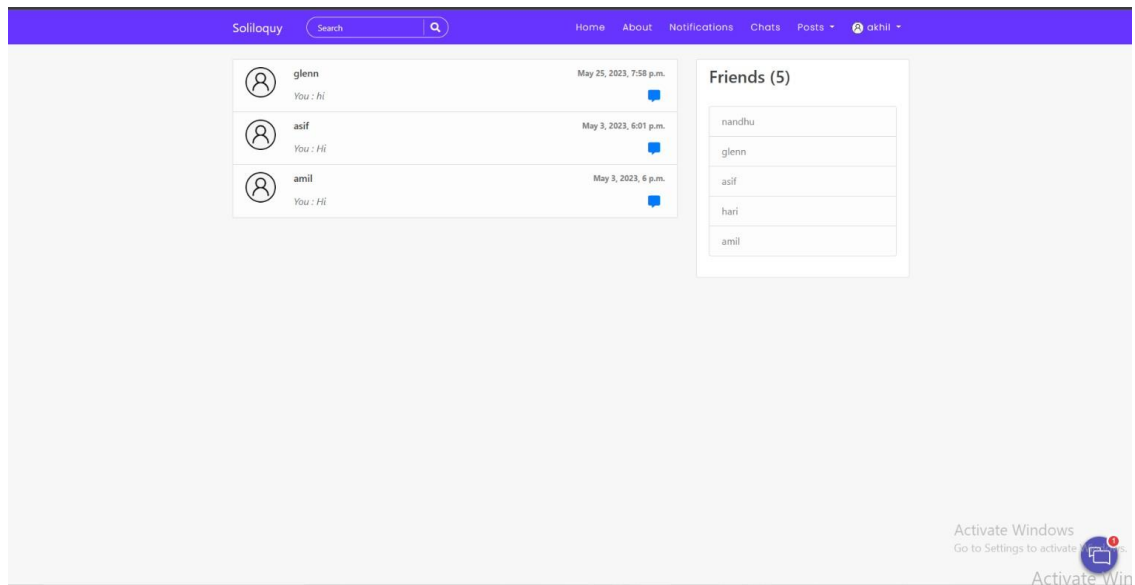 Soliloquy Search Home About Notifications Chats Posts akhil
glenn May 25, 2023, 7:58 p.m.
You : hi
asif May 3, 2023, 6:01 p.m.
You : Hi
amil May 3, 2023, 6 p.m.
You : Hi
Friends (5)
nandhu
glenn
asif
hari
amil
Activate Windows
Go to Settings to activate
1
Activate Win